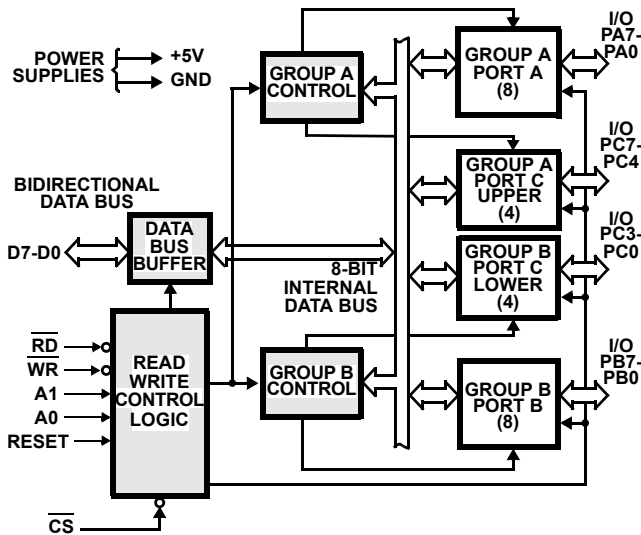 POWER
SUPPLIES
+5V
GND
GROUP A
CONTROL
GROUP A
PORT A
(8)
I/O
PA7-
PA0
GROUP A
PORT C
UPPER
(4)
I/O
PC7-
PC4
BIDIRECTIONAL
DATA BUS
D7-D0
DATA
BUS
BUFFER
8-BIT
INTERNAL
DATA BUS
GROUP B
PORT C
LOWER
(4)
I/O
PC3-
PC0
RD
WR
A1
A0
RESET
READ
WRITE
CONTROL
LOGIC
GROUP B
CONTROL
GROUP B
PORT B
(8)
I/O
PB7-
PB0
CS